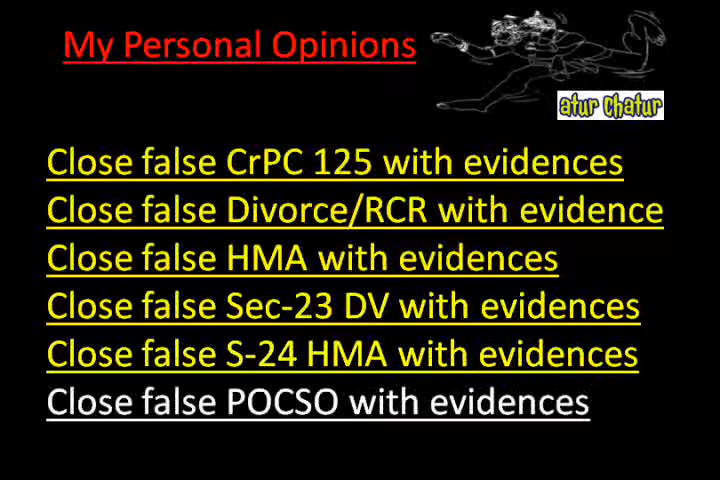 My Personal Opinions
atur chatur
Close false CrPC 125 with evidences
Close false Divorce/RCR with evidence
Close false HMA with evidences
Close false Sec-23 DV with evidences
Close false S-24 HMA with evidences
Close false POCSO with evidences